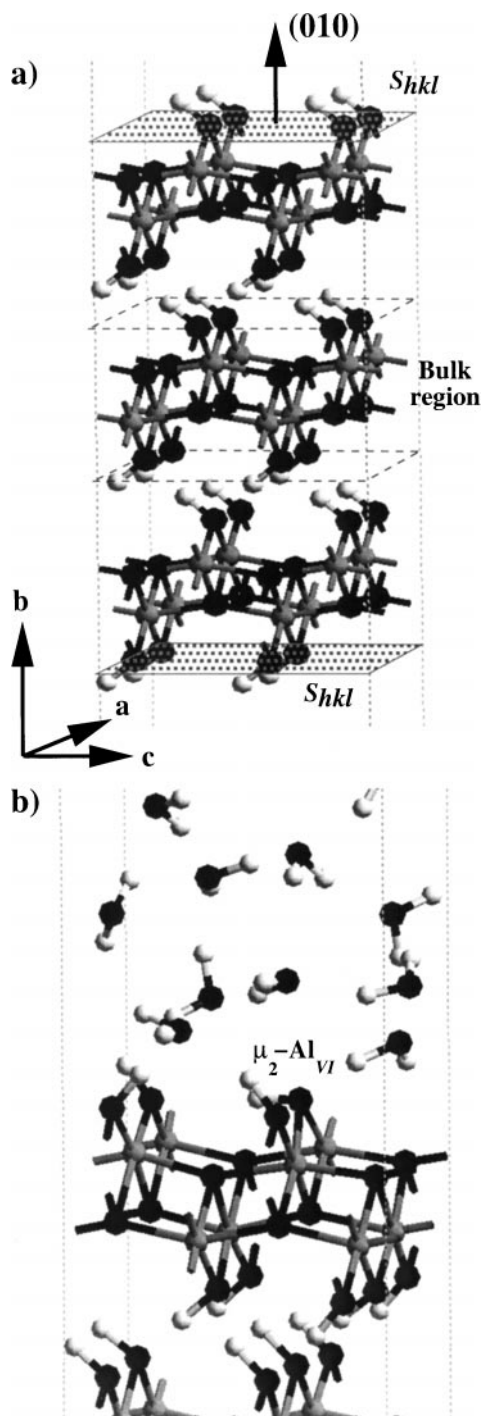 (010)
a)
Shkl
Bulk
region
b
a
c
Shkl
b)
μ2-AlVI